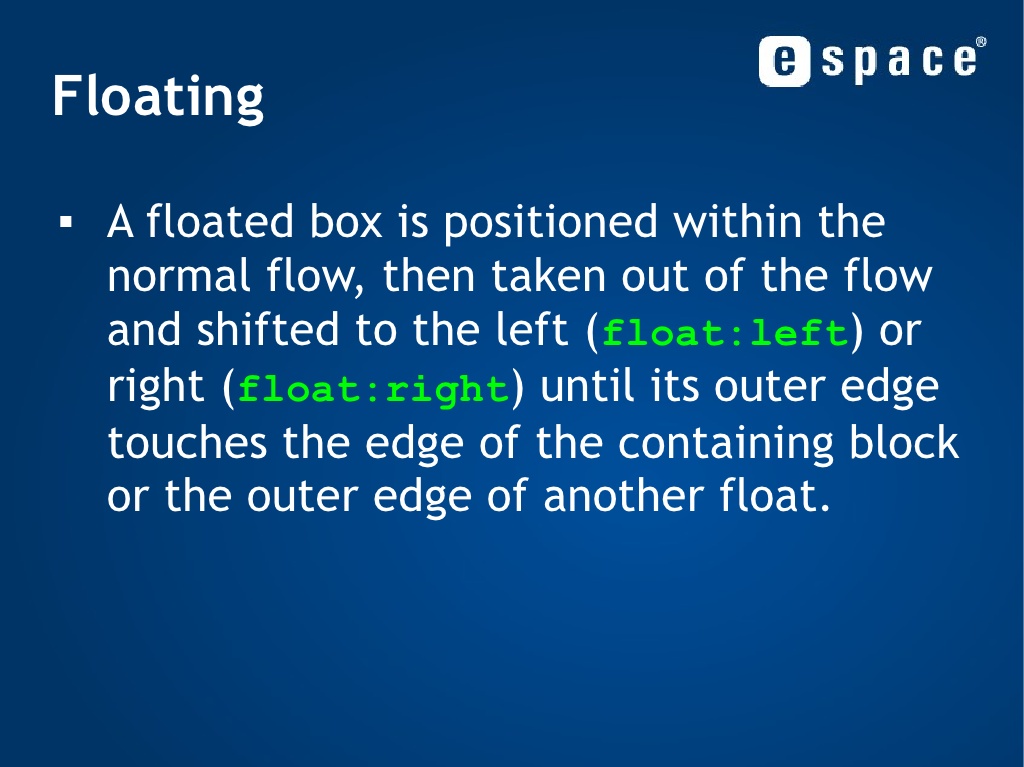 e space®
Floating
▪ A floated box is positioned within the
normal flow, then taken out of the flow
and shifted to the left (float:left) or
right (float:right) until its outer edge
touches the edge of the containing block
or the outer edge of another float.